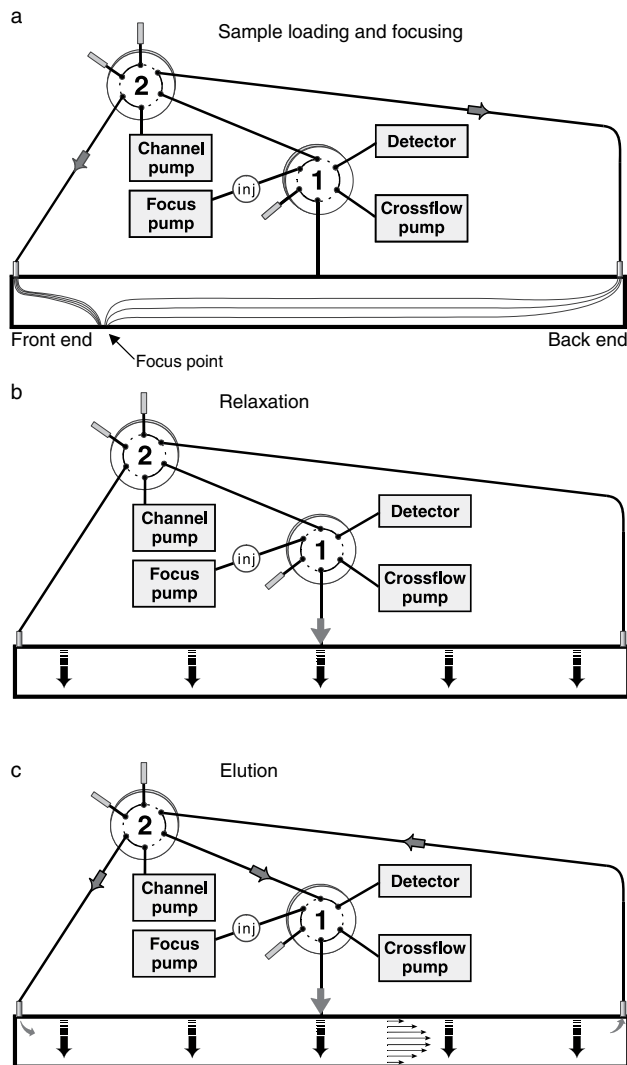 a
Sample loading and focusing
2
Channel
pump
Detector
Focus
pump
inj
1
Crossflow
pump
Front end
Back end
Focus point
b
Relaxation
2
Channel
pump
Detector
Focus
pump
inj
1
Crossflow
pump
c
Elution
2
Channel
pump
Detector
Focus
pump
inj
1
Crossflow
pump